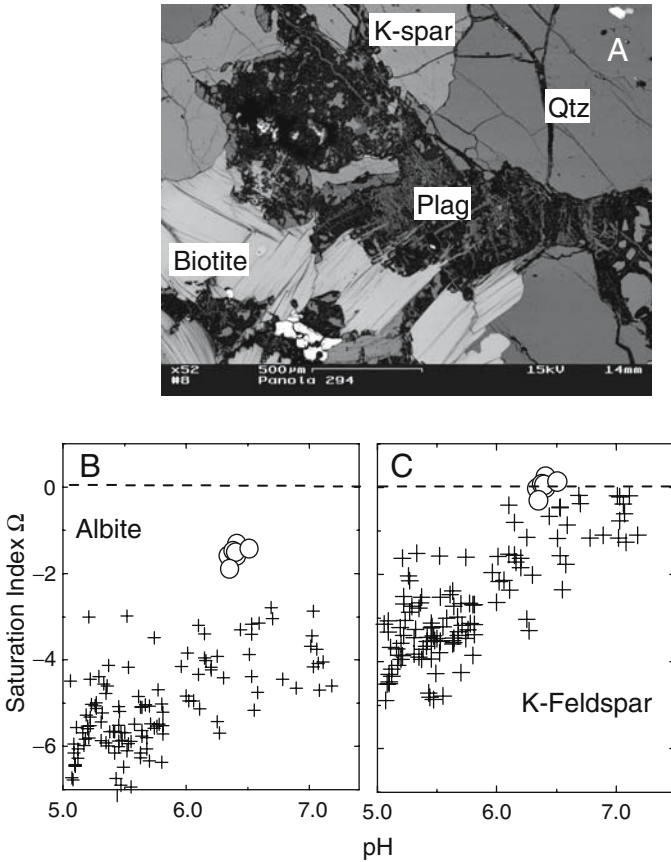 K-spar
A
Qtz
Plag
Biotite
x52 500µm 15kV 14mm
#8 Panola 294
B
C
0
−2
−4
−6
Saturation Index Ω
Albite
K-Feldspar
5.0 6.0 7.0 5.0 6.0 7.0
pH